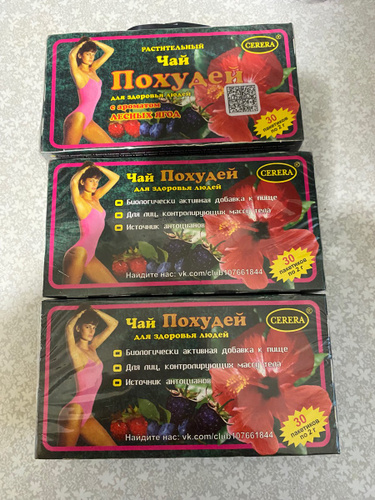 РАСТИТЕЛЬНЫЙ
Чай
CERERA
Похудей
для здоровья людей
с ароматом
ЛЕСНЫХ ЯГОД
30
пакетиков
по 2 г
Чай Похудей
CERERA
для здоровья людей
Биологически активная добавка к пище
Для лиц, контролирующих массу тела
Источник антоцианов
30
пакетиков
по 2 г
Найдите нас: vk.com/club107661844
Чай Похудей
CERERA
для здоровья людей
Биологически активная добавка к пище
Для лиц, контролирующих массу тела
Источник антоцианов
30
пакетиков
по 2 г
Найдите нас: vk.com/club107661844